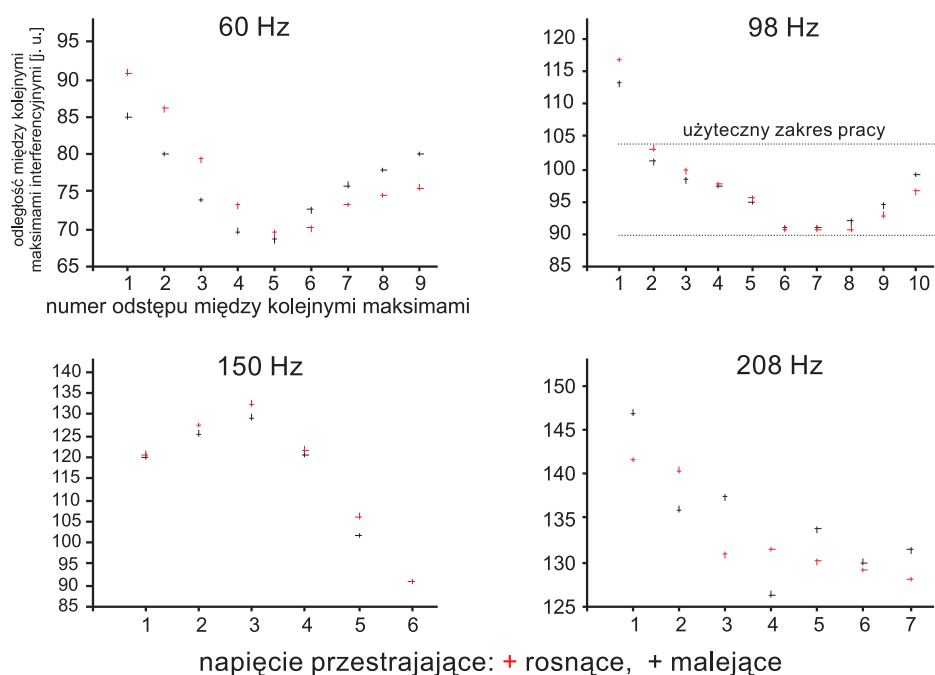 60 Hz
odległość między kolejnymi
maksimami interferencyjnymi [j. u.]
95
90
85
80
75
70
65
1 2 3 4 5 6 7 8 9
numer odstępu między kolejnymi maksimami
98 Hz
120
115
110
105
100
95
90
85
użyteczny zakres pracy
1 2 3 4 5 6 7 8 9 10
150 Hz
140
135
130
125
120
115
110
105
100
95
90
85
1 2 3 4 5 6
208 Hz
150
145
140
135
130
125
1 2 3 4 5 6 7
napięcie przestrajające: + rosnące, + malejące